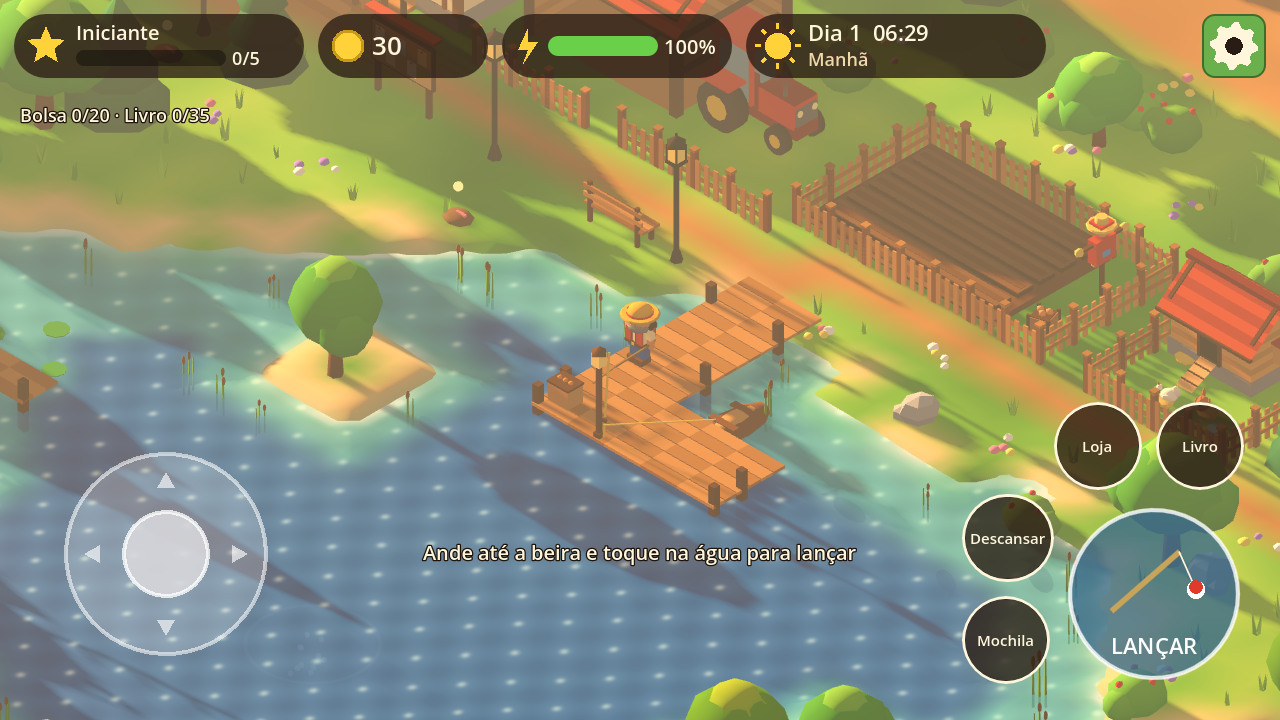 Iniciante
0/5
30
100%
Dia 1 06:29
Manhã
Bolsa 0/20 · Livro 0/35
Loja
Livro
Descansar
Ande até a beira e toque na água para lançar
Mochila
LANÇAR